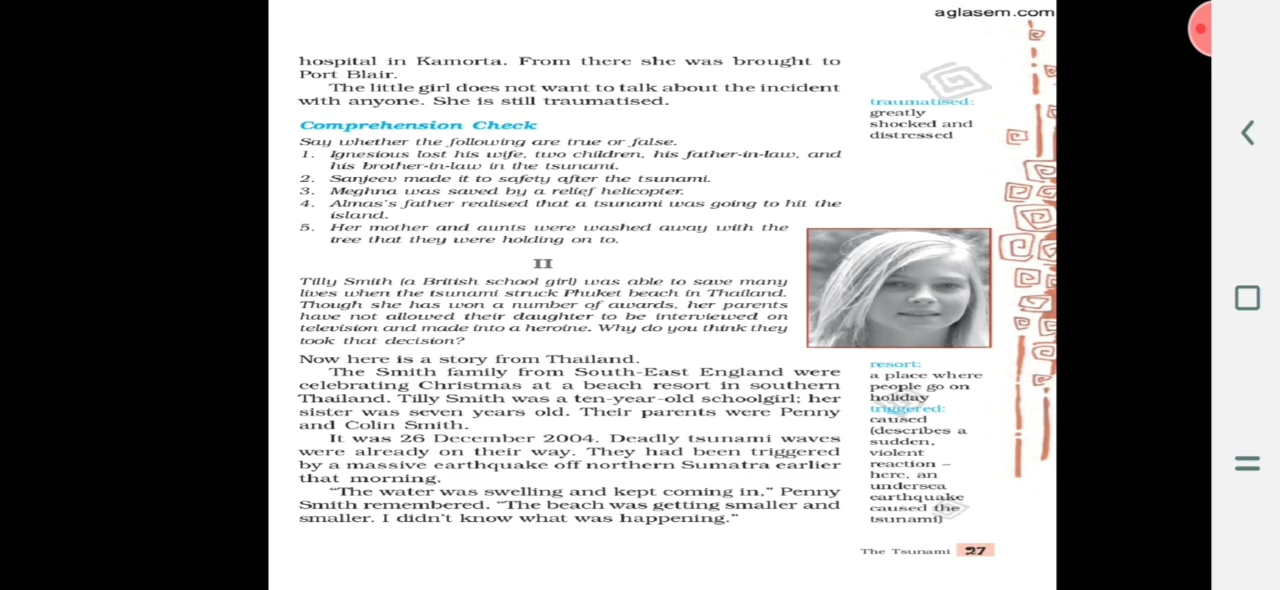 aglasem.com
hospital in Kamorta. From there she was brought to
Port Blair.
The little girl does not want to talk about the incident
with anyone. She is still traumatised.
traumatised:
greatly
shocked and
distressed
Comprehension Check
Say whether the following are true or false.
1. Ignesious lost his wife, two children, his father-in-law, and
his brother-in-law in the tsunami.
2. Sanjeev made it to safety after the tsunami.
3. Meghna was saved by a relief helicopter.
4. Almas's father realised that a tsunami was going to hit the
island.
5. Her mother and aunts were washed away with the
tree that they were holding on to.
II
Tilly Smith (a British school girl) was able to save many
lives when the tsunami struck Phuket beach in Thailand.
Though she has won a number of awards, her parents
have not allowed their daughter to be interviewed on
television and made into a heroine. Why do you think they
took that decision?
Now here is a story from Thailand.
The Smith family from South-East England were
celebrating Christmas at a beach resort in southern
Thailand. Tilly Smith was a ten-year-old schoolgirl; her
sister was seven years old. Their parents were Penny
and Colin Smith.
It was 26 December 2004. Deadly tsunami waves
were already on their way. They had been triggered
by a massive earthquake off northern Sumatra earlier
that morning.
"The water was swelling and kept coming in," Penny
Smith remembered. "The beach was getting smaller and
smaller. I didn't know what was happening."
resort:
a place where
people go on
holiday
triggered:
caused
(describes a
sudden,
violent
reaction –
here, an
undersea
earthquake
caused the
tsunami)
The Tsunami 27